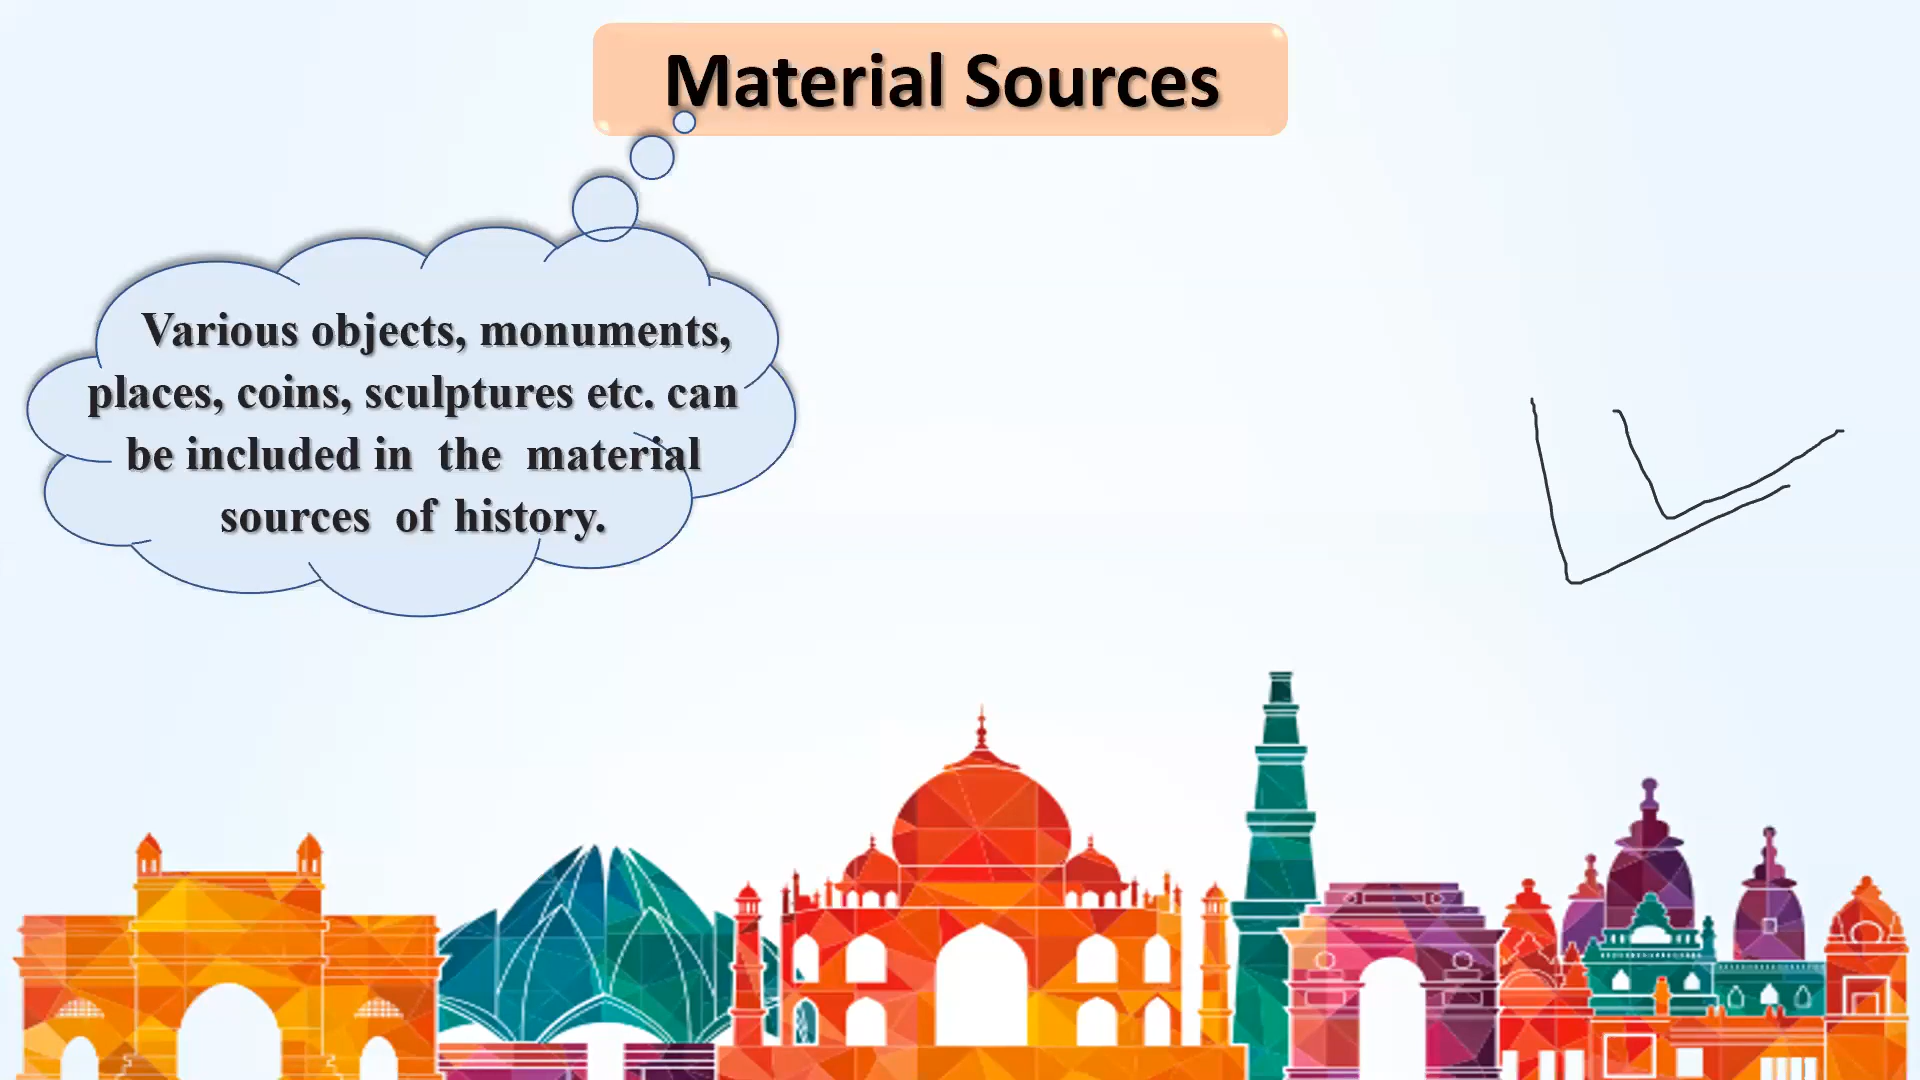 Material Sources
Various objects, monuments,
places, coins, sculptures etc. can
be included in the material
sources of history.